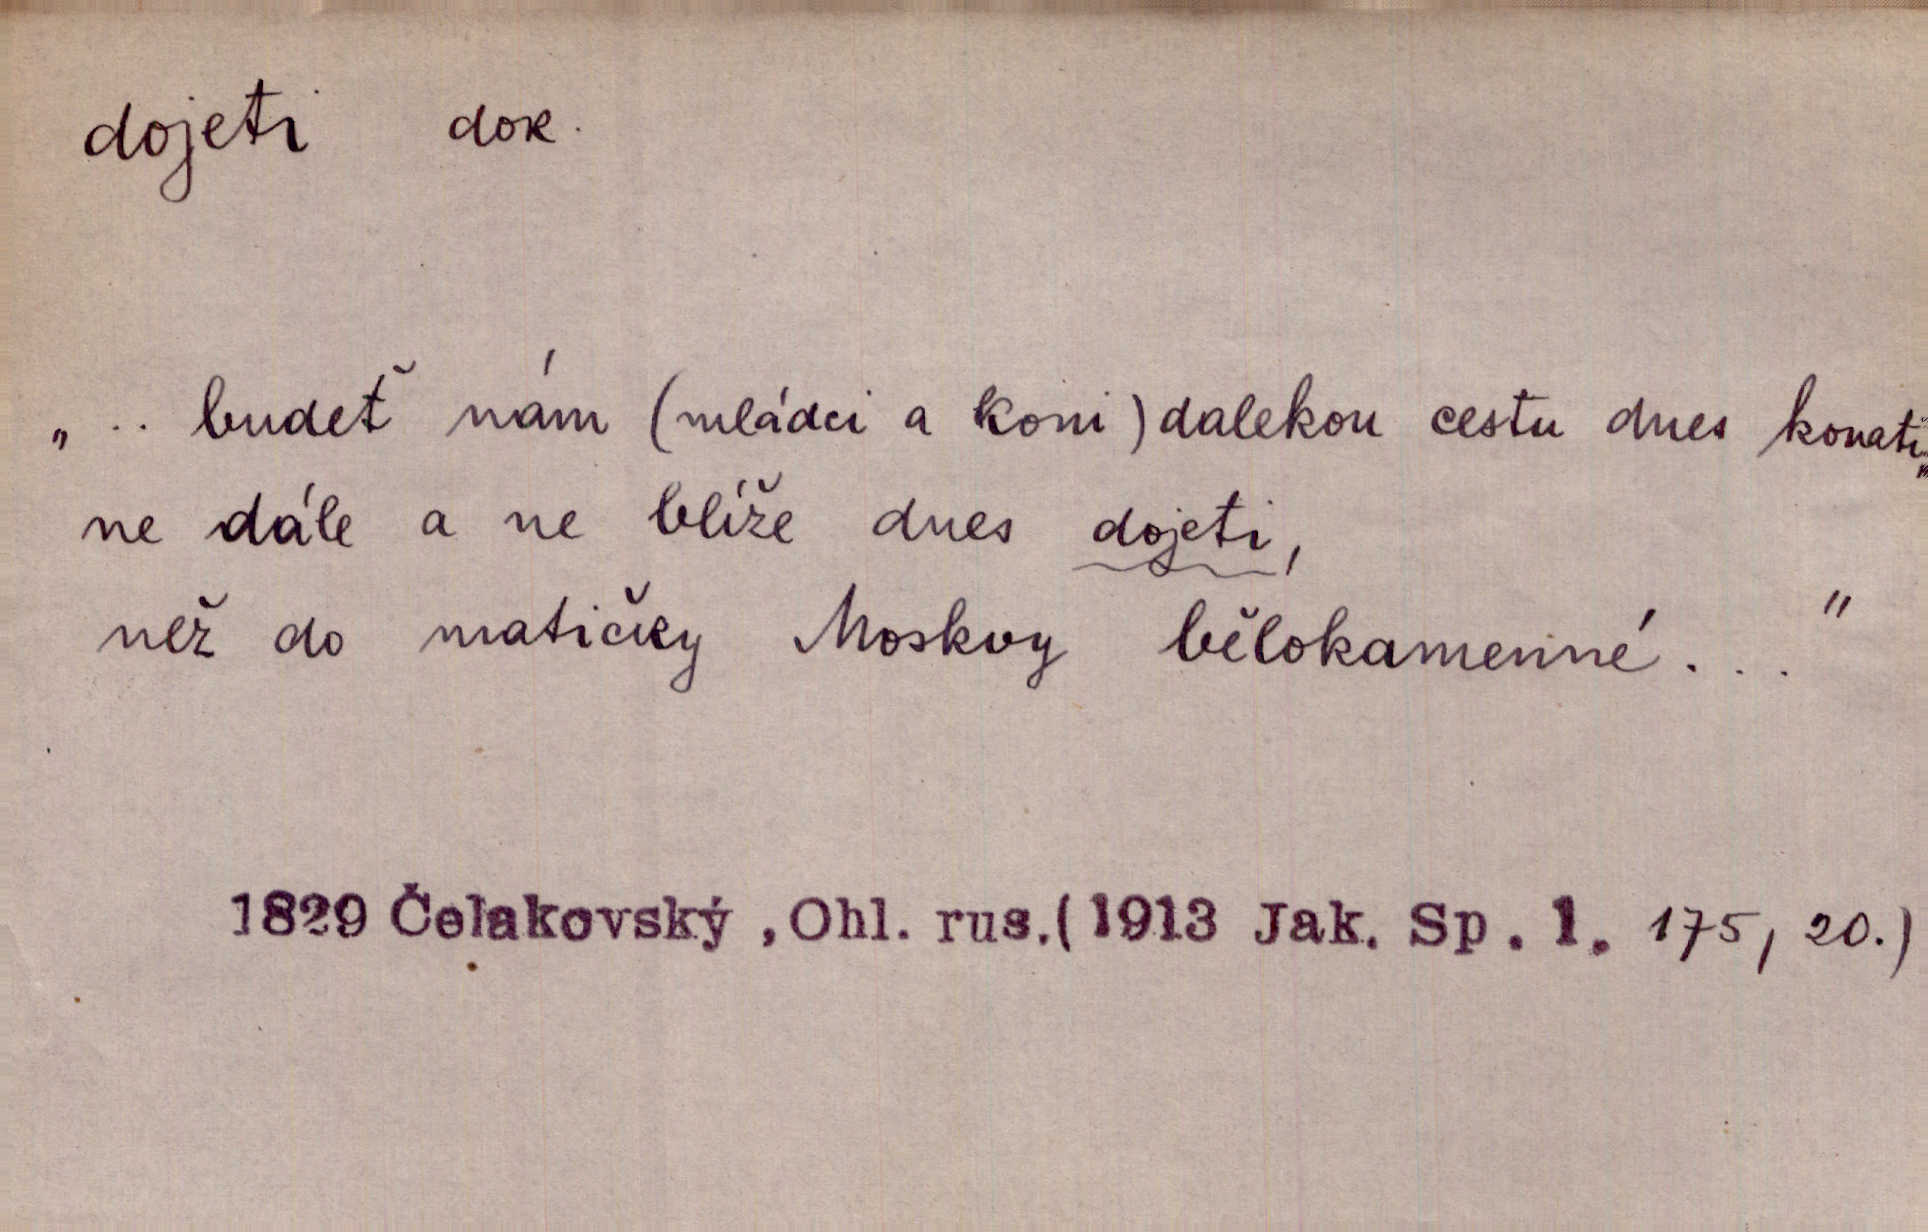 dojeti dok.
„ .. budeť nám (mládci a koni) dalekou cestu dnes konati„
ne dále a ne blíže dnes dojeti,
než do matičky Moskvy bělokamenné . . . "
1829 Čelakovský , Ohl. rus. ( 1913 Jak. Sp . 1. 175, 20.)